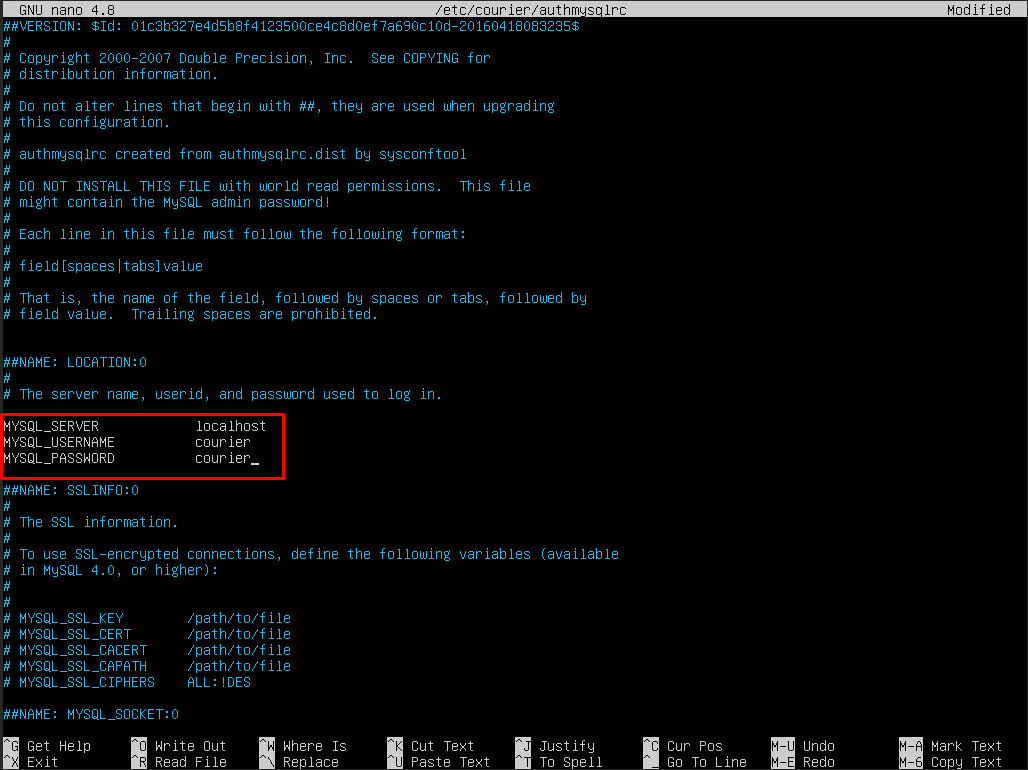 GNU nano 4.8 /etc/courier/authmysqlrc Modified
##VERSION: $Id: 01c3b327e4d5b8f4123500ce4c8d0ef7a690c10d-20160418083235$
#
# Copyright 2000-2007 Double Precision, Inc.  See COPYING for
# distribution information.
#
# Do not alter lines that begin with ##, they are used when upgrading
# this configuration.
#
# authmysqlrc created from authmysqlrc.dist by sysconftool
#
# DO NOT INSTALL THIS FILE with world read permissions.  This file
# might contain the MySQL admin password!
#
# Each line in this file must follow the following format:
#
# field[spaces|tabs]value
#
# That is, the name of the field, followed by spaces or tabs, followed by
# field value.  Trailing spaces are prohibited.
##NAME: LOCATION:0
#
# The server name, userid, and password used to log in.
MYSQL_SERVER localhost
MYSQL_USERNAME courier
MYSQL_PASSWORD courier_
##NAME: SSLINFO:0
#
# The SSL information.
#
# To use SSL-encrypted connections, define the following variables (available
# in MySQL 4.0, or higher):
#
#
# MYSQL_SSL_KEY /path/to/file
# MYSQL_SSL_CERT /path/to/file
# MYSQL_SSL_CACERT /path/to/file
# MYSQL_SSL_CAPATH /path/to/file
# MYSQL_SSL_CIPHERS ALL:!DES
##NAME: MYSQL_SOCKET:0
^G Get Help ^O Write Out ^W Where Is ^K Cut Text ^J Justify ^C Cur Pos M-U Undo M-A Mark Text
^X Exit ^R Read File ^\ Replace ^U Paste Text ^T To Spell ^_ Go To Line M-E Redo M-6 Copy Text